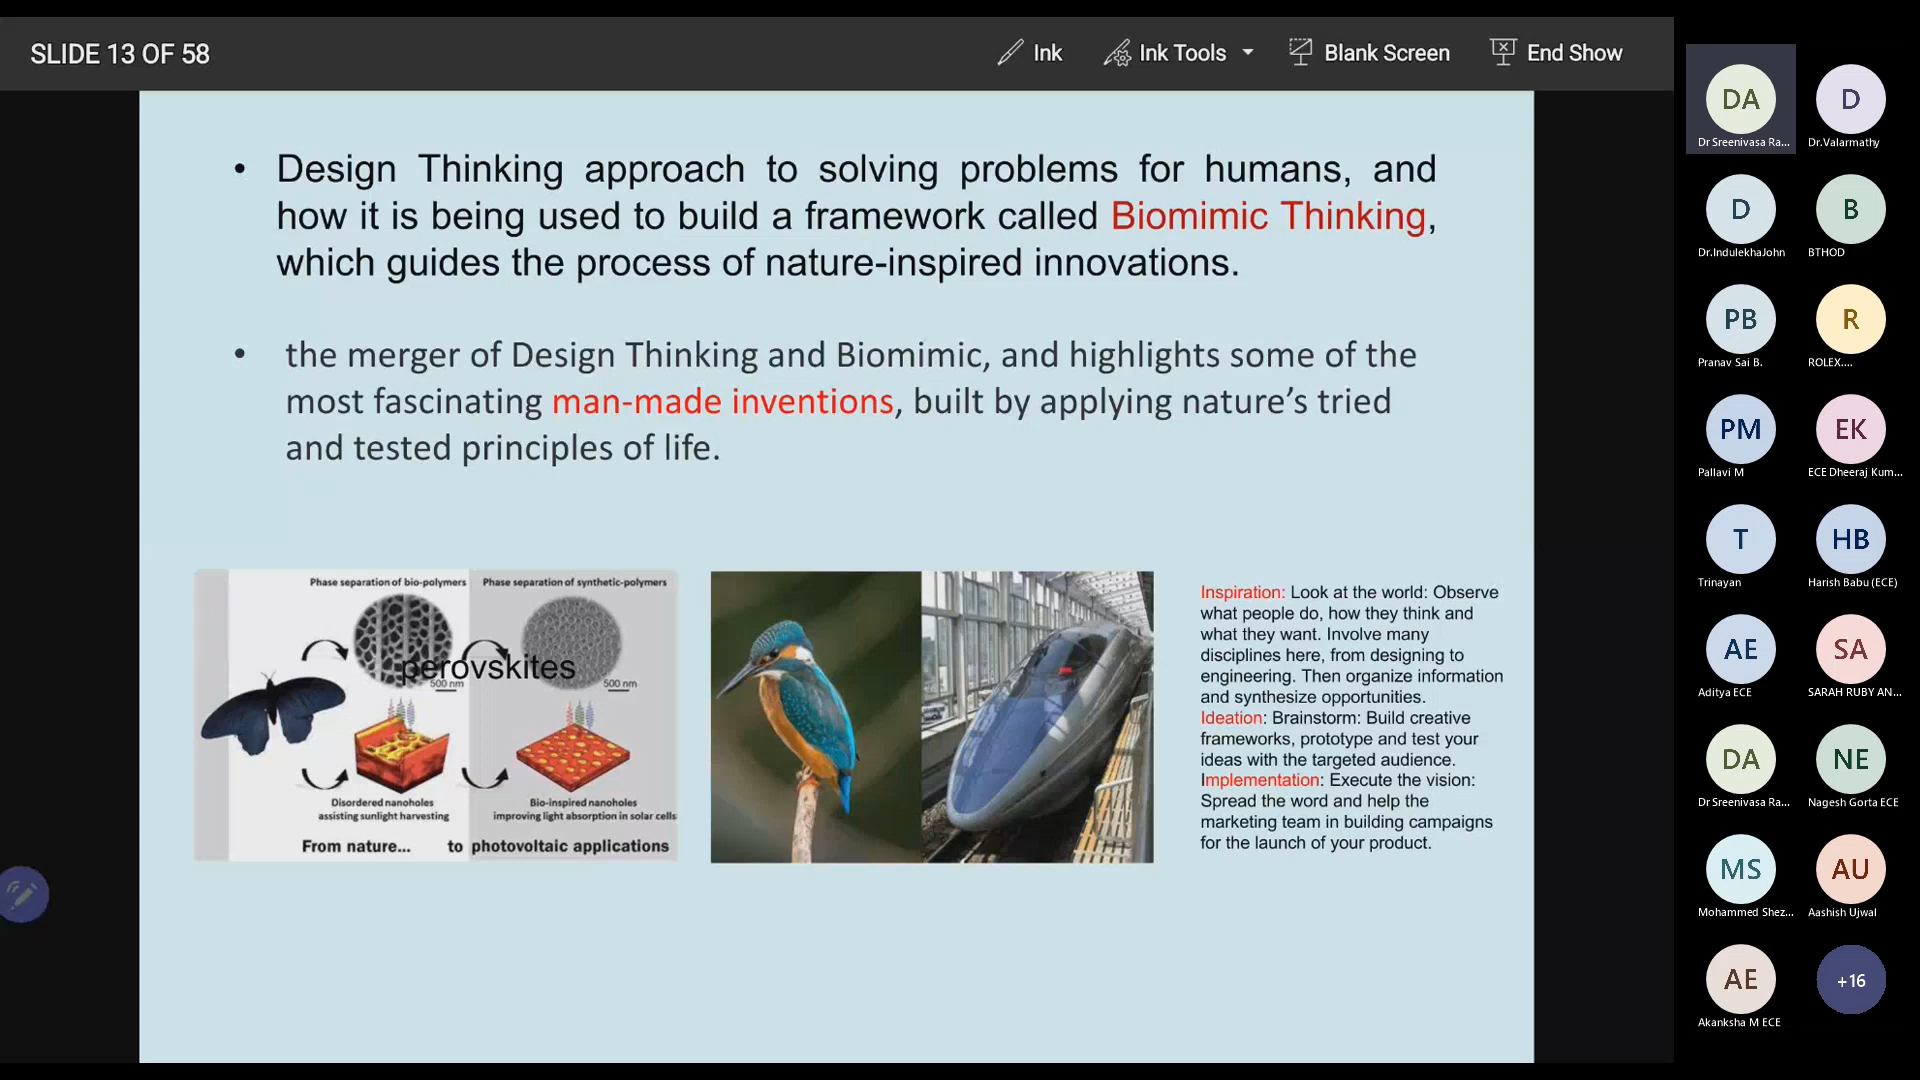 SLIDE 13 OF 58
Ink
Ink Tools
Blank Screen
End Show
• Design Thinking approach to solving problems for humans, and
how it is being used to build a framework called Biomimic Thinking,
which guides the process of nature-inspired innovations.
• the merger of Design Thinking and Biomimic, and highlights some of the
most fascinating man-made inventions, built by applying nature’s tried
and tested principles of life.
Phase separation of bio-polymers
Phase separation of synthetic-polymers
perovskites
500 nm
500 nm
Disordered nanoholes
assisting sunlight harvesting
Bio-inspired nanoholes
improving light absorption in solar cells
From nature...
to photovoltaic applications
Inspiration: Look at the world: Observe
what people do, how they think and
what they want. Involve many
disciplines here, from designing to
engineering. Then organize information
and synthesize opportunities.
Ideation: Brainstorm: Build creative
frameworks, prototype and test your
ideas with the targeted audience.
Implementation: Execute the vision:
Spread the word and help the
marketing team in building campaigns
for the launch of your product.
DA
Dr Sreenivasa Ra...
D
Dr.Valarmathy
D
Dr.IndulekhaJohn
B
BTHOD
PB
Pranav Sai B.
R
ROLEX....
PM
Pallavi M
EK
ECE Dheeraj Kum...
T
Trinayan
HB
Harish Babu (ECE)
AE
Aditya ECE
SA
SARAH RUBY AN...
DA
Dr Sreenivasa Ra...
NE
Nagesh Gorta ECE
MS
Mohammed Shez...
AU
Aashish Ujwal
AE
Akanksha M ECE
+16